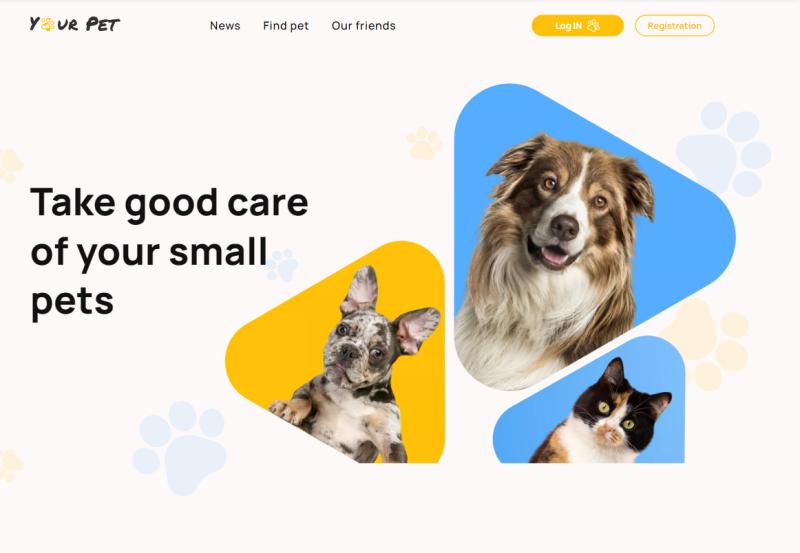 Your Pet
News Find pet Our friends
Log IN
Registration
Take good care
of your small
pets